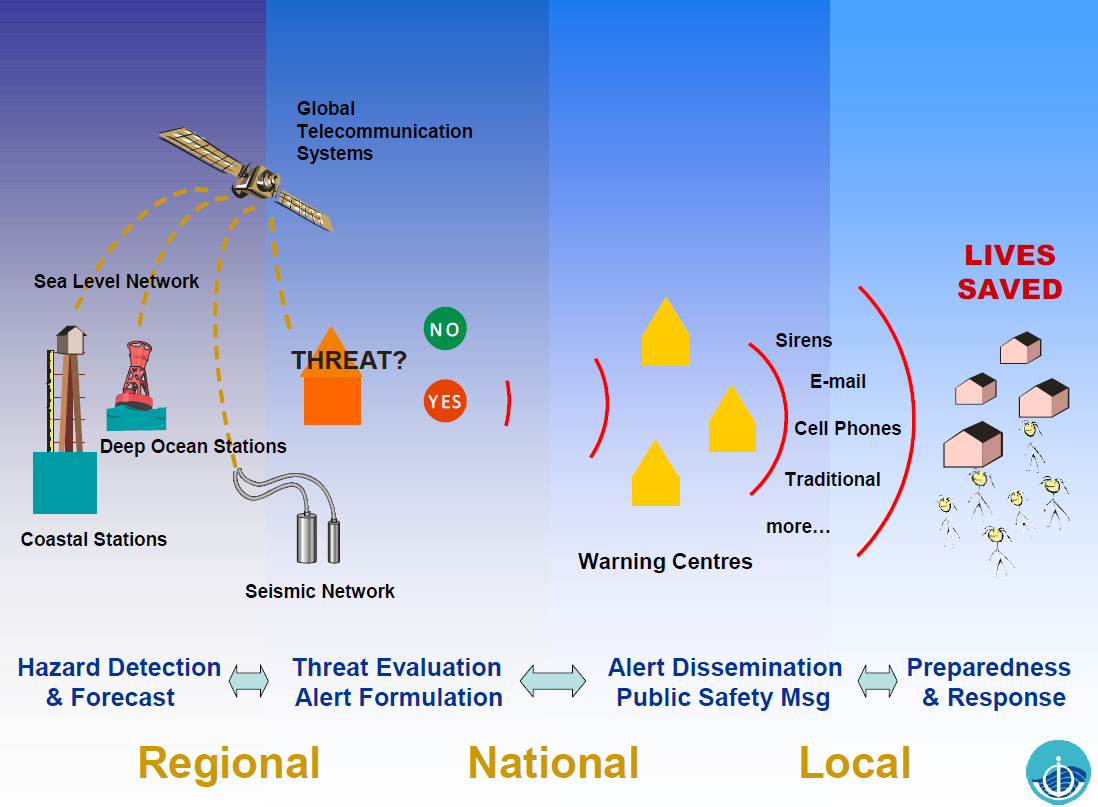 Global
Telecommunication
Systems
Sea Level Network
LIVES
SAVED
NO
THREAT?
YES
Sirens
E-mail
Cell Phones
Traditional
more…
Deep Ocean Stations
Coastal Stations
Seismic Network
Warning Centres
Hazard Detection
& Forecast
Threat Evaluation
Alert Formulation
Alert Dissemination
Public Safety Msg
Preparedness
& Response
Regional
National
Local